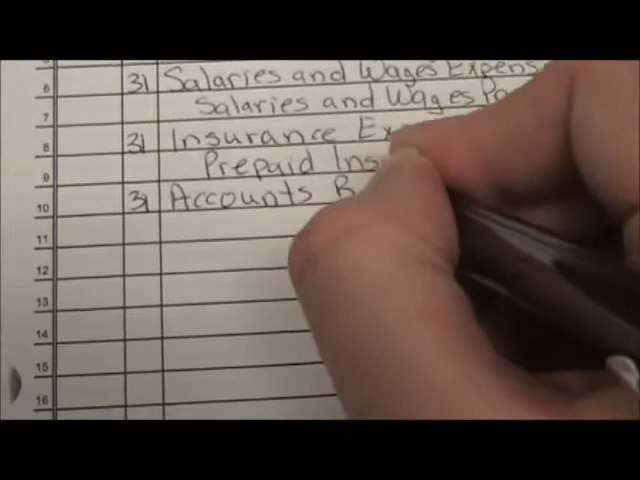 6 31 Salaries and Wages Expens
7 Salaries and Wages Pa
8 31 Insurance Ex
9 Prepaid Ins
10 31 Accounts R
11
12
13
14
15
16